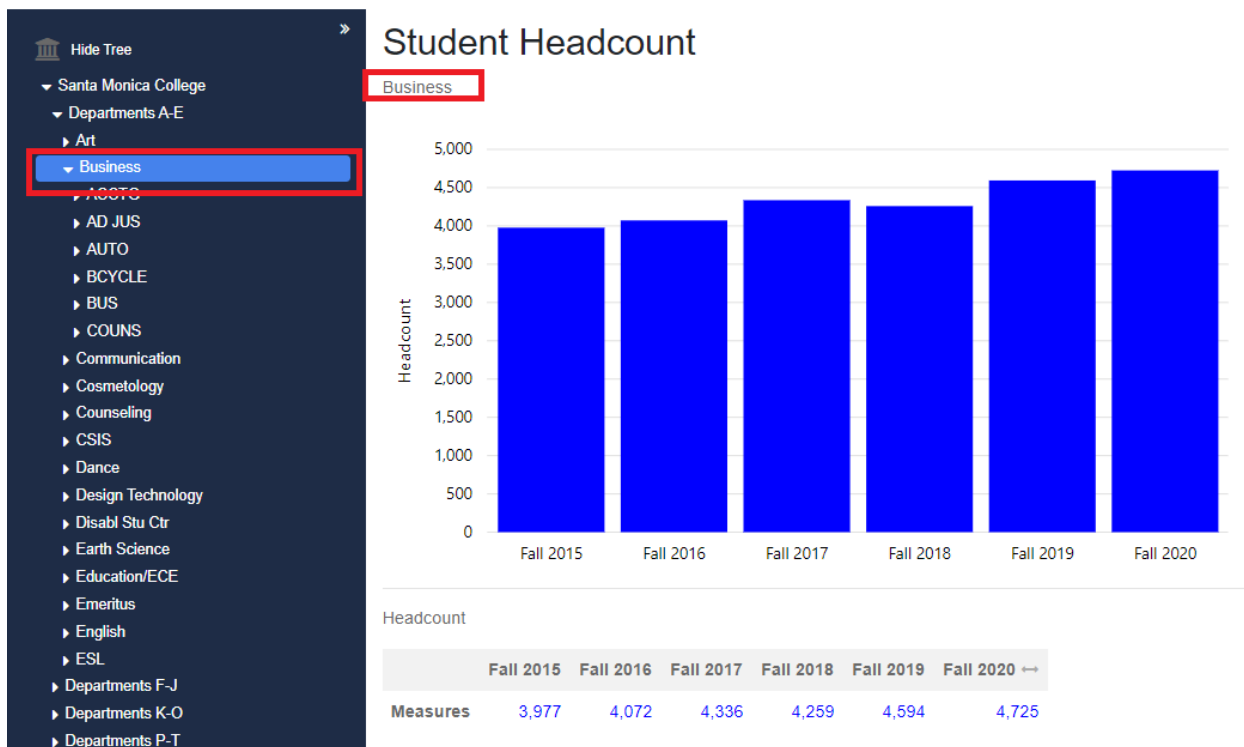 »
Hide Tree
Santa Monica College
Departments A-E
Art
Business
AD JUS
AUTO
BCYCLE
BUS
COUNS
Communication
Cosmetology
Counseling
CSIS
Dance
Design Technology
Disabl Stu Ctr
Earth Science
Education/ECE
Emeritus
English
ESL
Departments F-J
Departments K-O
Departments P-T
Student Headcount
Business
Headcount
5,000
4,500
4,000
3,500
3,000
2,500
2,000
1,500
1,000
500
0
Fall 2015 Fall 2016 Fall 2017 Fall 2018 Fall 2019 Fall 2020
Headcount
Fall 2015 Fall 2016 Fall 2017 Fall 2018 Fall 2019 Fall 2020 ↔
Measures 3,977 4,072 4,336 4,259 4,594 4,725